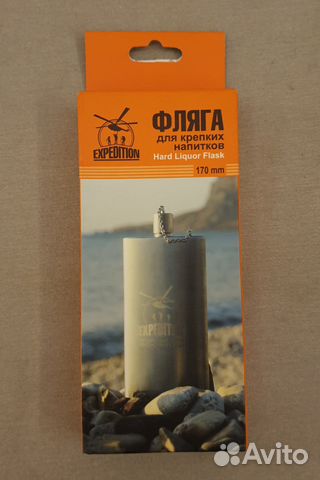 ФЛЯГА
для крепких
напитков
Hard Liquor Flask
170 mm
EXPEDITION
EXPEDITION
Avito